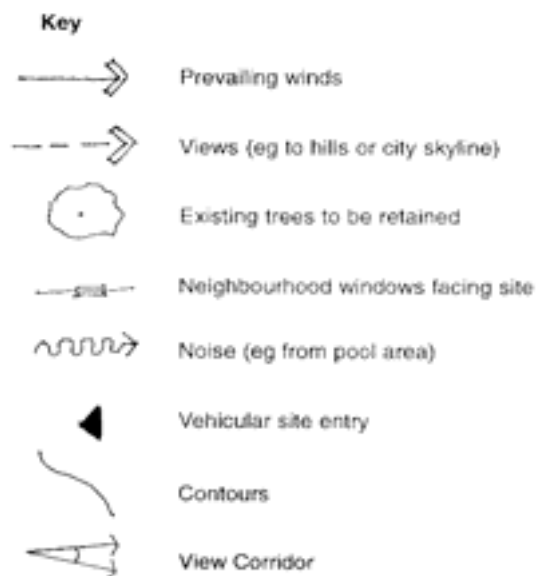 Key
Prevailing winds
Views (eg to hills or city skyline)
Existing trees to be retained
Neighbourhood windows facing site
Noise (eg from pool area)
Vehicular site entry
Contours
View Corridor